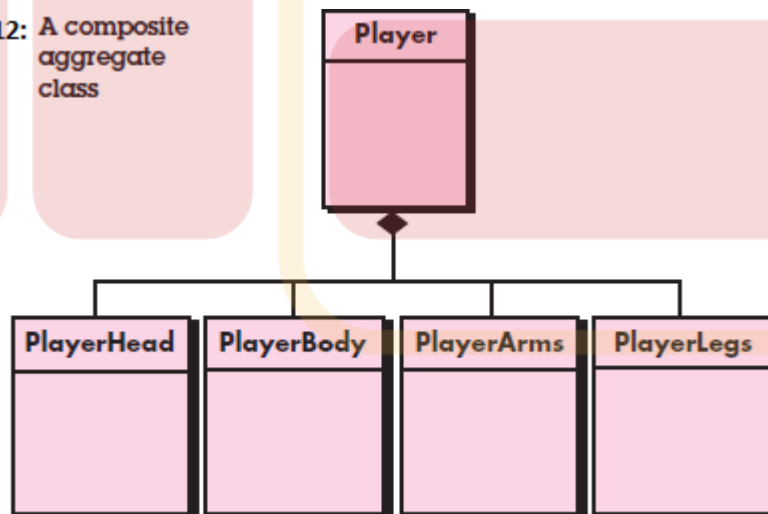 12: A composite
aggregate
class
Player
PlayerHead PlayerBody PlayerArms PlayerLegs